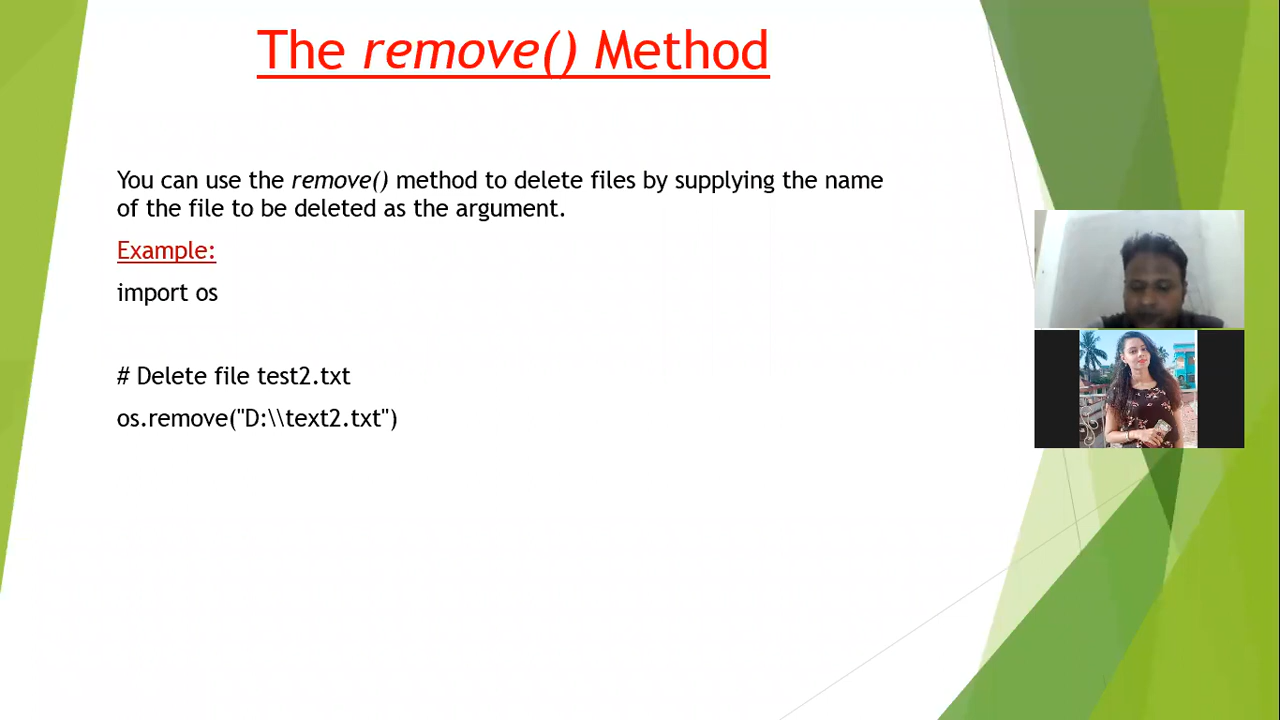 The remove() Method
You can use the remove() method to delete files by supplying the name
of the file to be deleted as the argument.
Example:
import os
# Delete file test2.txt
os.remove("D:\\text2.txt")